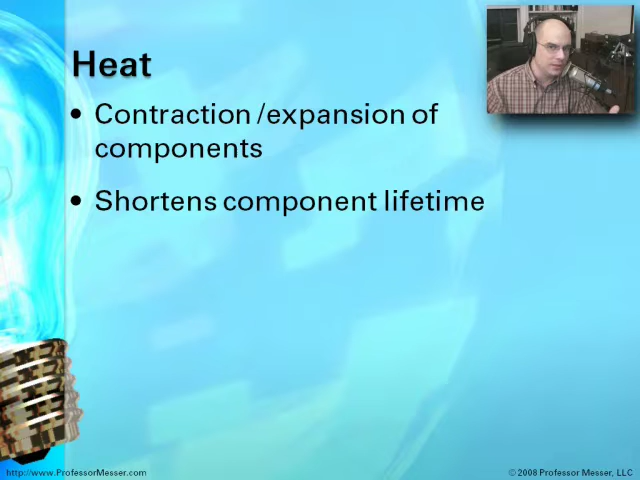 Heat
• Contraction /expansion of
components
• Shortens component lifetime
http://www.ProfessorMesser.com
© 2008 Professor Messer, LLC